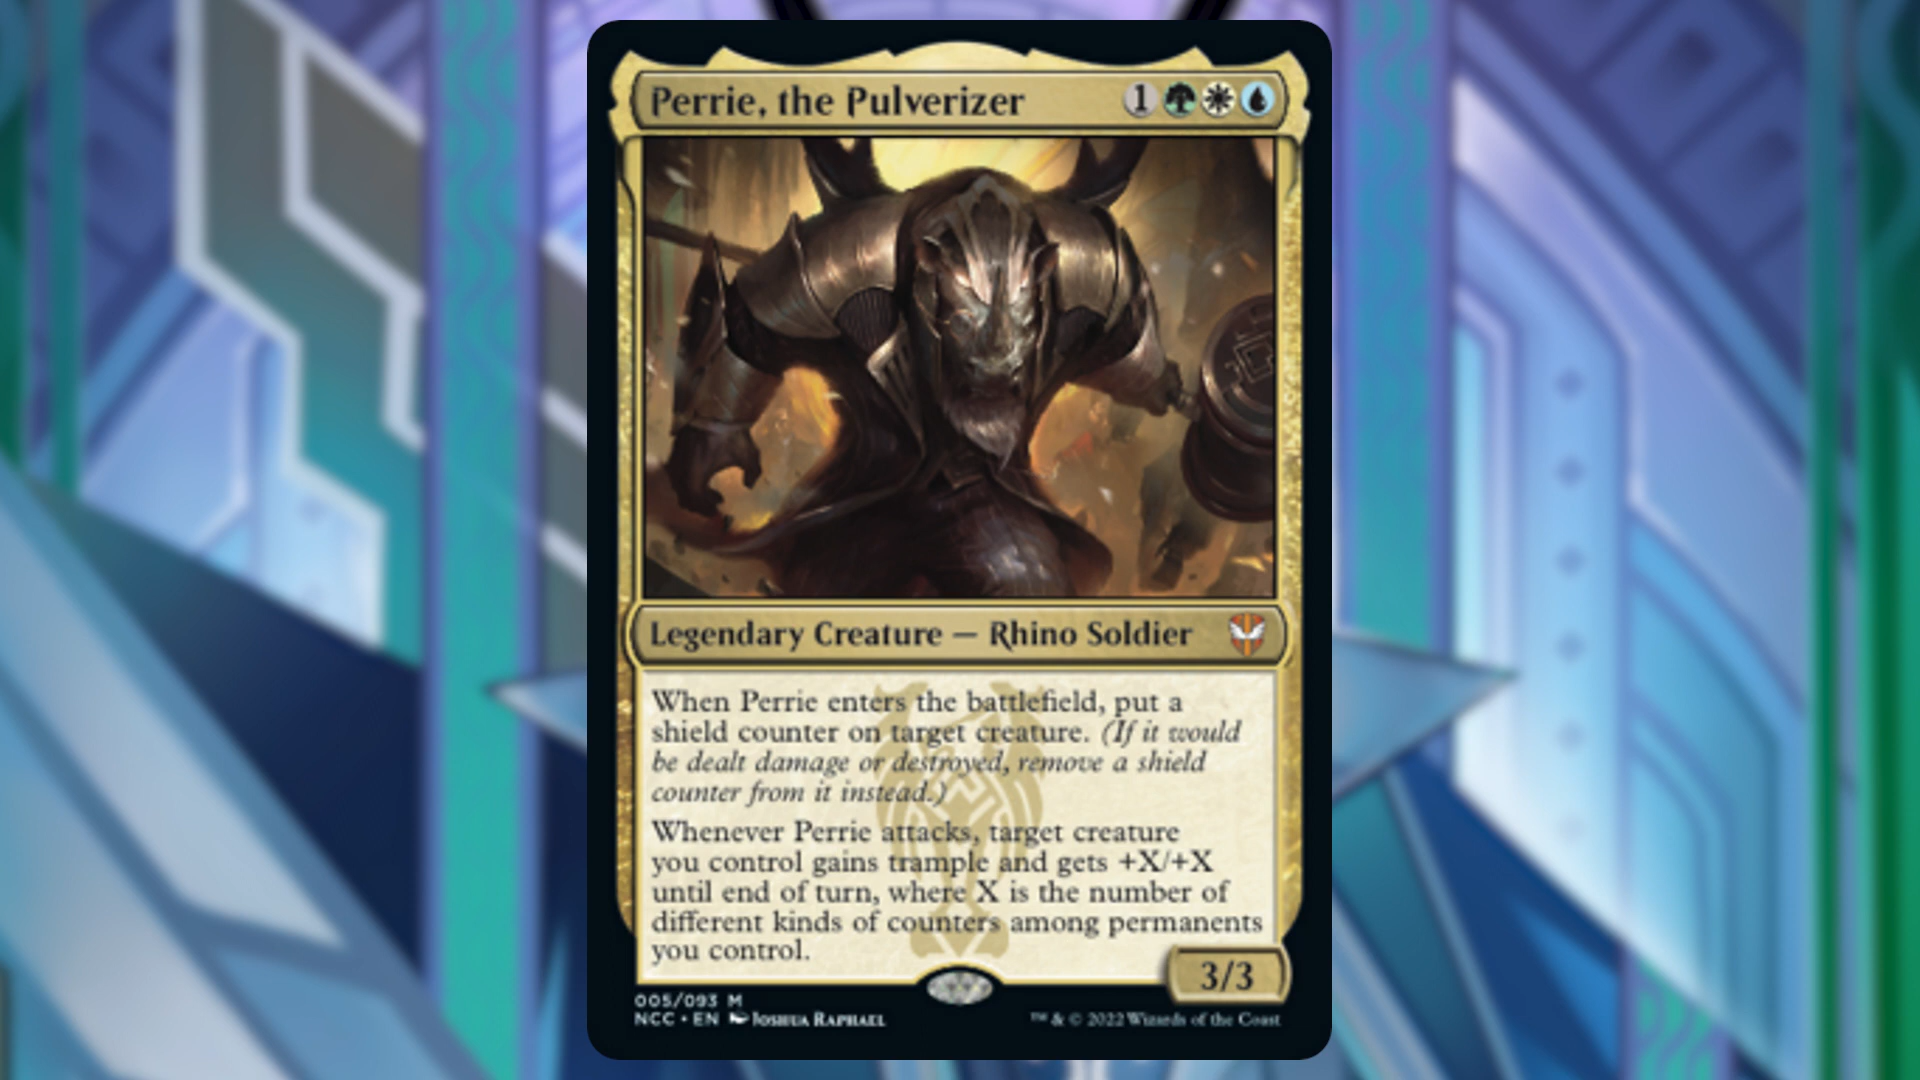 Perrie, the Pulverizer 1
Legendary Creature — Rhino Soldier
When Perrie enters the battlefield, put a
shield counter on target creature. (If it would
be dealt damage or destroyed, remove a shield
counter from it instead.)
Whenever Perrie attacks, target creature
you control gains trample and gets +X/+X
until end of turn, where X is the number of
different kinds of counters among permanents
you control.
3/3
005/093 M
NCC • EN Joshua Raphael
™ & © 2022 Wizards of the Coast